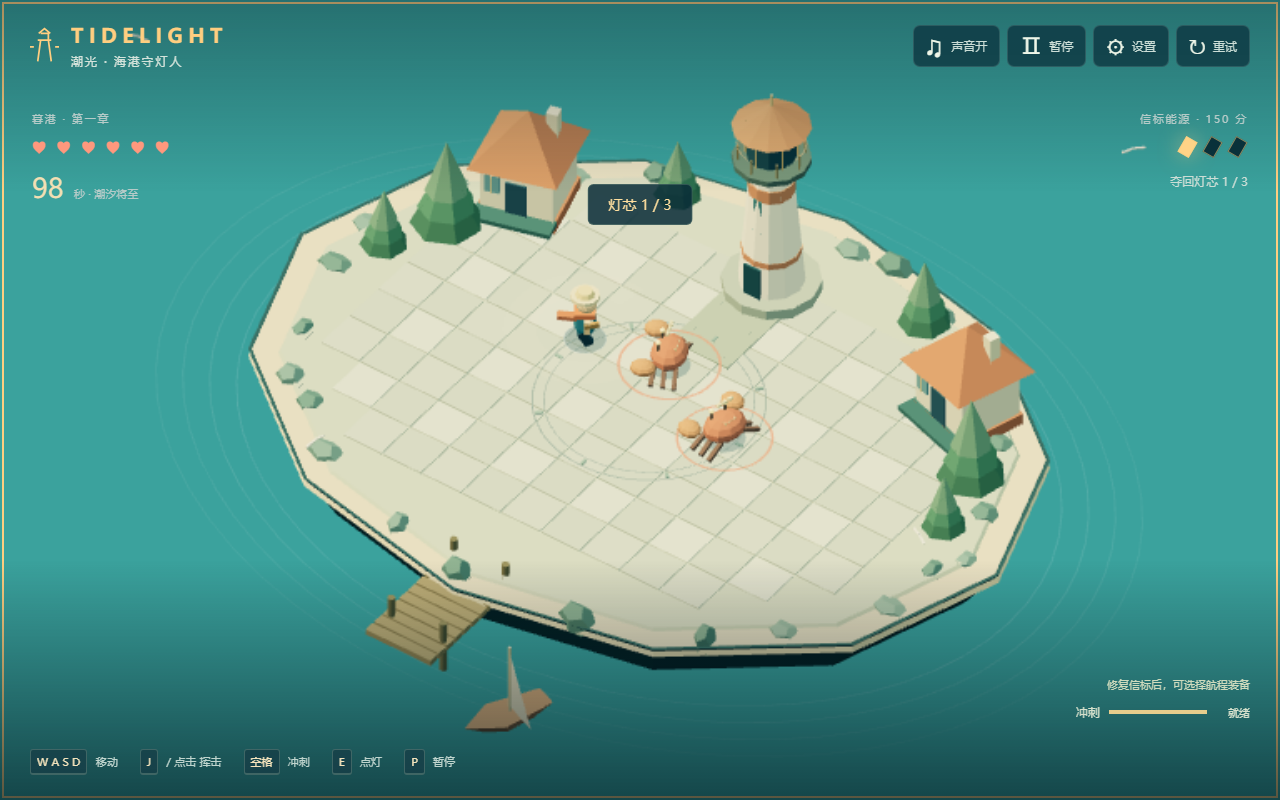 TIDELIGHT
潮光 · 海港守灯人
声音开
暂停
设置
重试
港 · 第一章
98 秒 · 潮汐将至
信标能源 · 150 分
夺回灯芯 1 / 3
灯芯 1 / 3
修复信标后，可选择航程装备
冲刺 就绪
WASD 移动 J / 点击 挥击 空格 冲刺 E 点灯 P 暂停